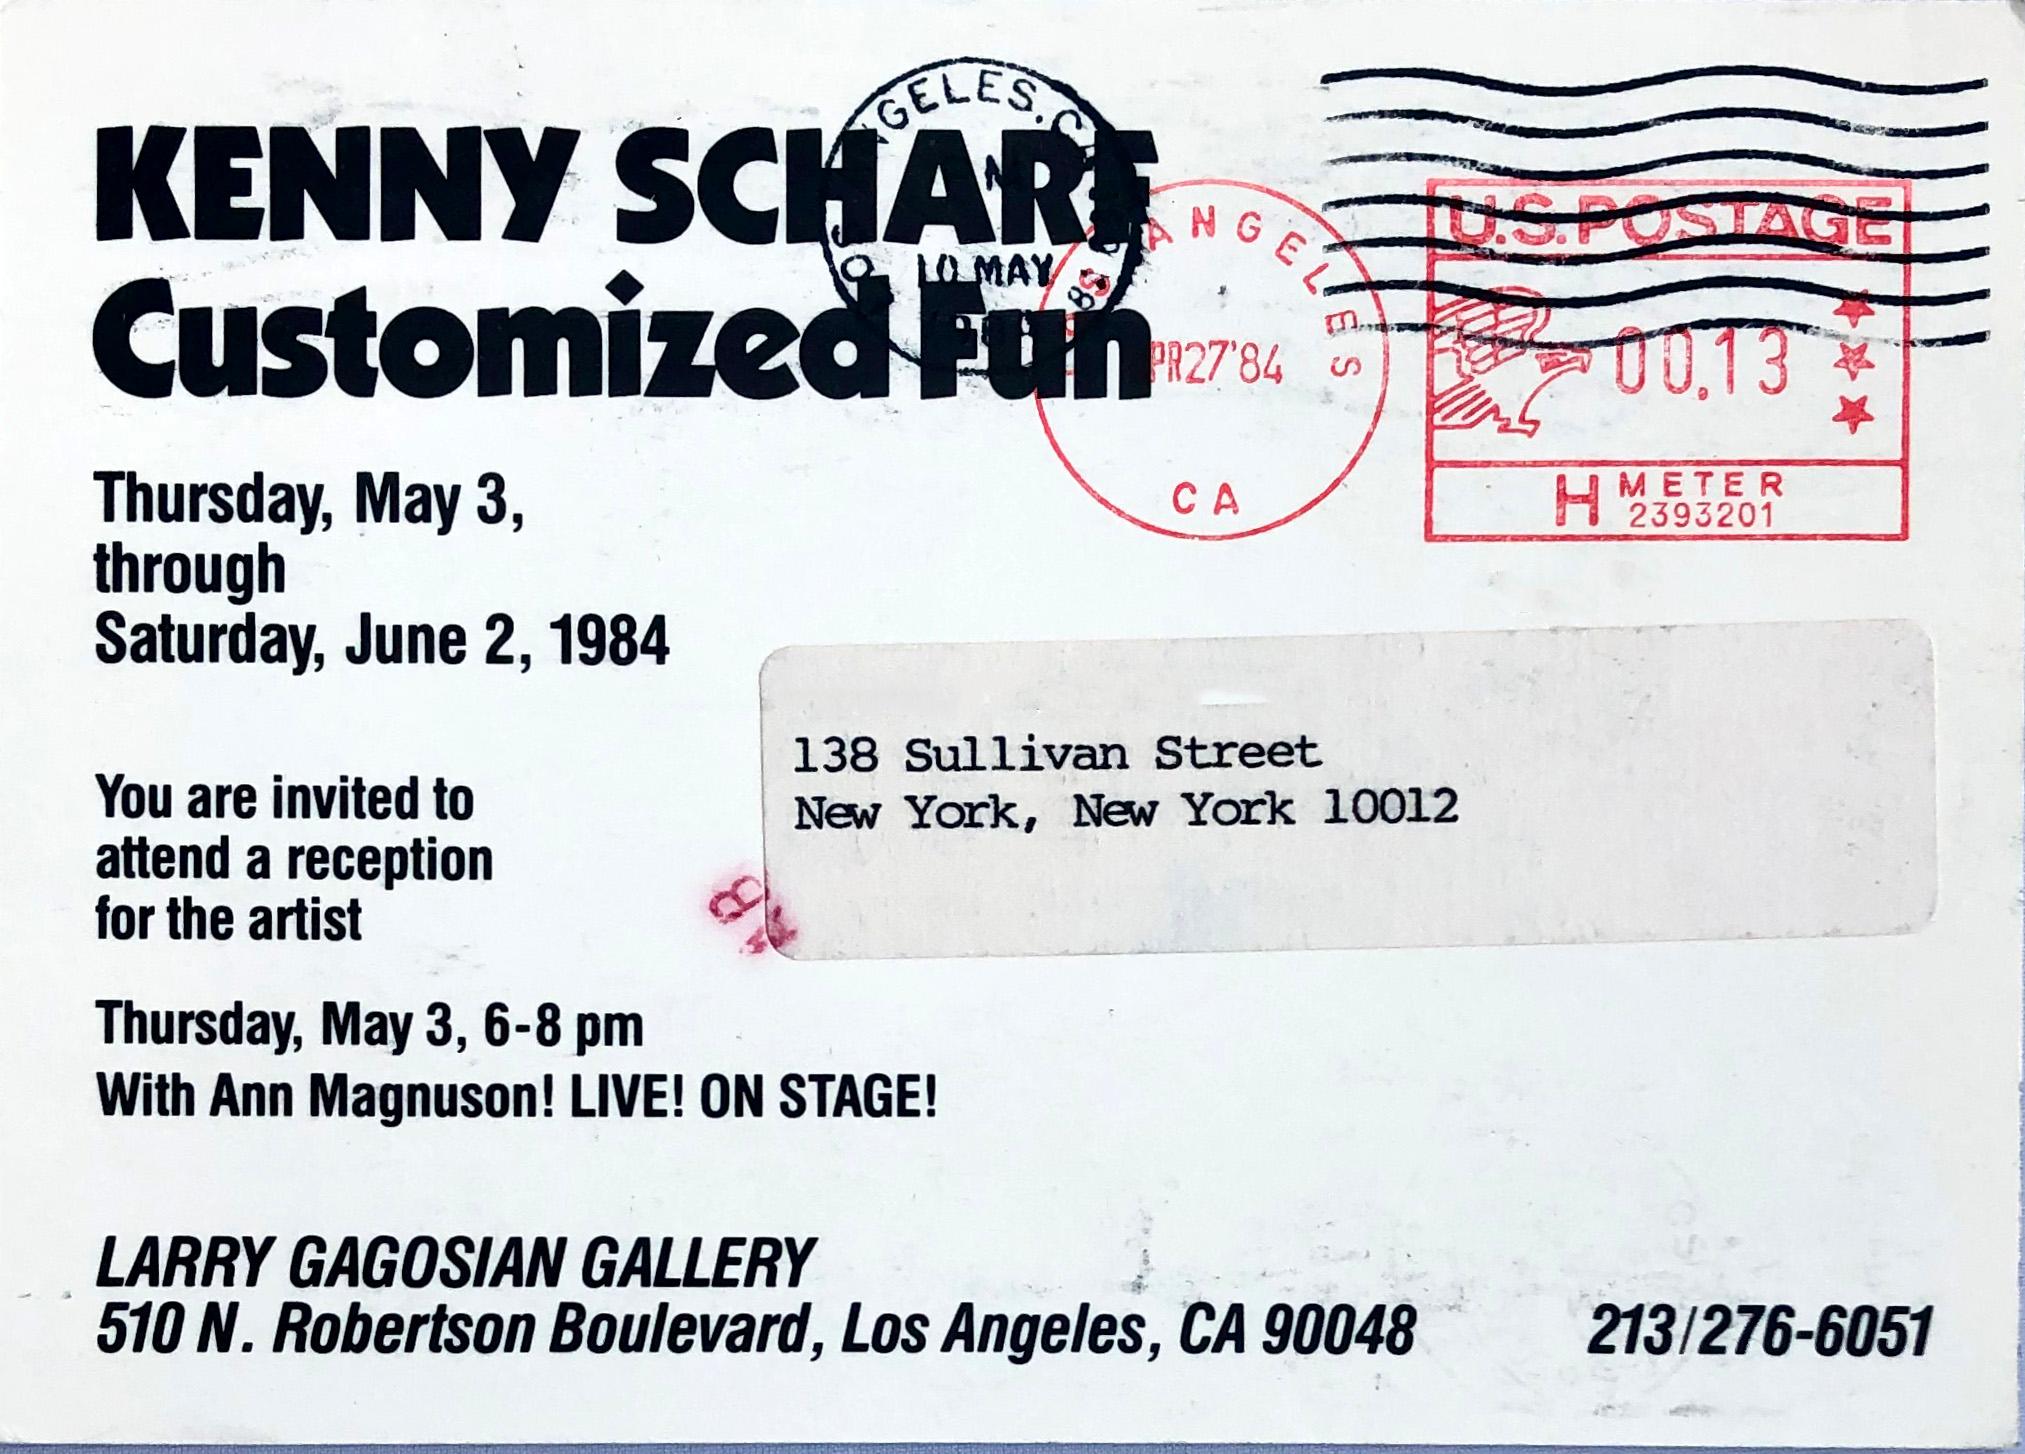 KENNY SCHARF
Customized Fun
GELES, CA
10 MAY
ANGELES
PR27'84
CA
U.S. POSTAGE
00.13
H METER
2393201
Thursday, May 3,
through
Saturday, June 2, 1984
138 Sullivan Street
New York, New York 10012
You are invited to
attend a reception
for the artist
Thursday, May 3, 6-8 pm
With Ann Magnuson! LIVE! ON STAGE!
LARRY GAGOSIAN GALLERY
510 N. Robertson Boulevard, Los Angeles, CA 90048 213/276-6051